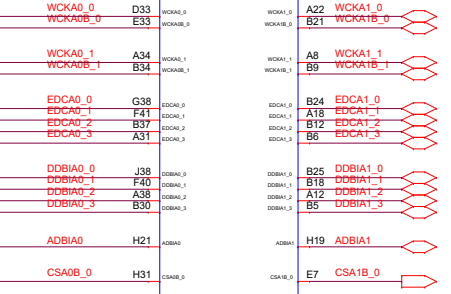 WCKA0_0 D33 WCKA0_0 WCKA1_0 A22 WCKA1_0
WCKA0B_0 E33 WCKA0B_0 WCKA1B_0 B21 WCKA1B_0
WCKA0_1 A34 WCKA0_1 WCKA1_1 A8 WCKA1_1
WCKA0B_1 B34 WCKA0B_1 WCKA1B_1 B9 WCKA1B_1
EDCA0_0 G38 EDCA0_0 EDCA1_0 B24 EDCA1_0
EDCA0_1 F41 EDCA0_1 EDCA1_1 A18 EDCA1_1
EDCA0_2 B37 EDCA0_2 EDCA1_2 B12 EDCA1_2
EDCA0_3 A31 EDCA0_3 EDCA1_3 B6 EDCA1_3
DDBIA0_0 J38 DDBIA0_0 DDBIA1_0 B25 DDBIA1_0
DDBIA0_1 F40 DDBIA0_1 DDBIA1_1 B18 DDBIA1_1
DDBIA0_2 A38 DDBIA0_2 DDBIA1_2 A12 DDBIA1_2
DDBIA0_3 B30 DDBIA0_3 DDBIA1_3 B5 DDBIA1_3
ADBIA0 H21 ADBIA0 ADBIA1 H19 ADBIA1
CSA0B_0 H31 CSA0B_0 CSA1B_0 E7 CSA1B_0